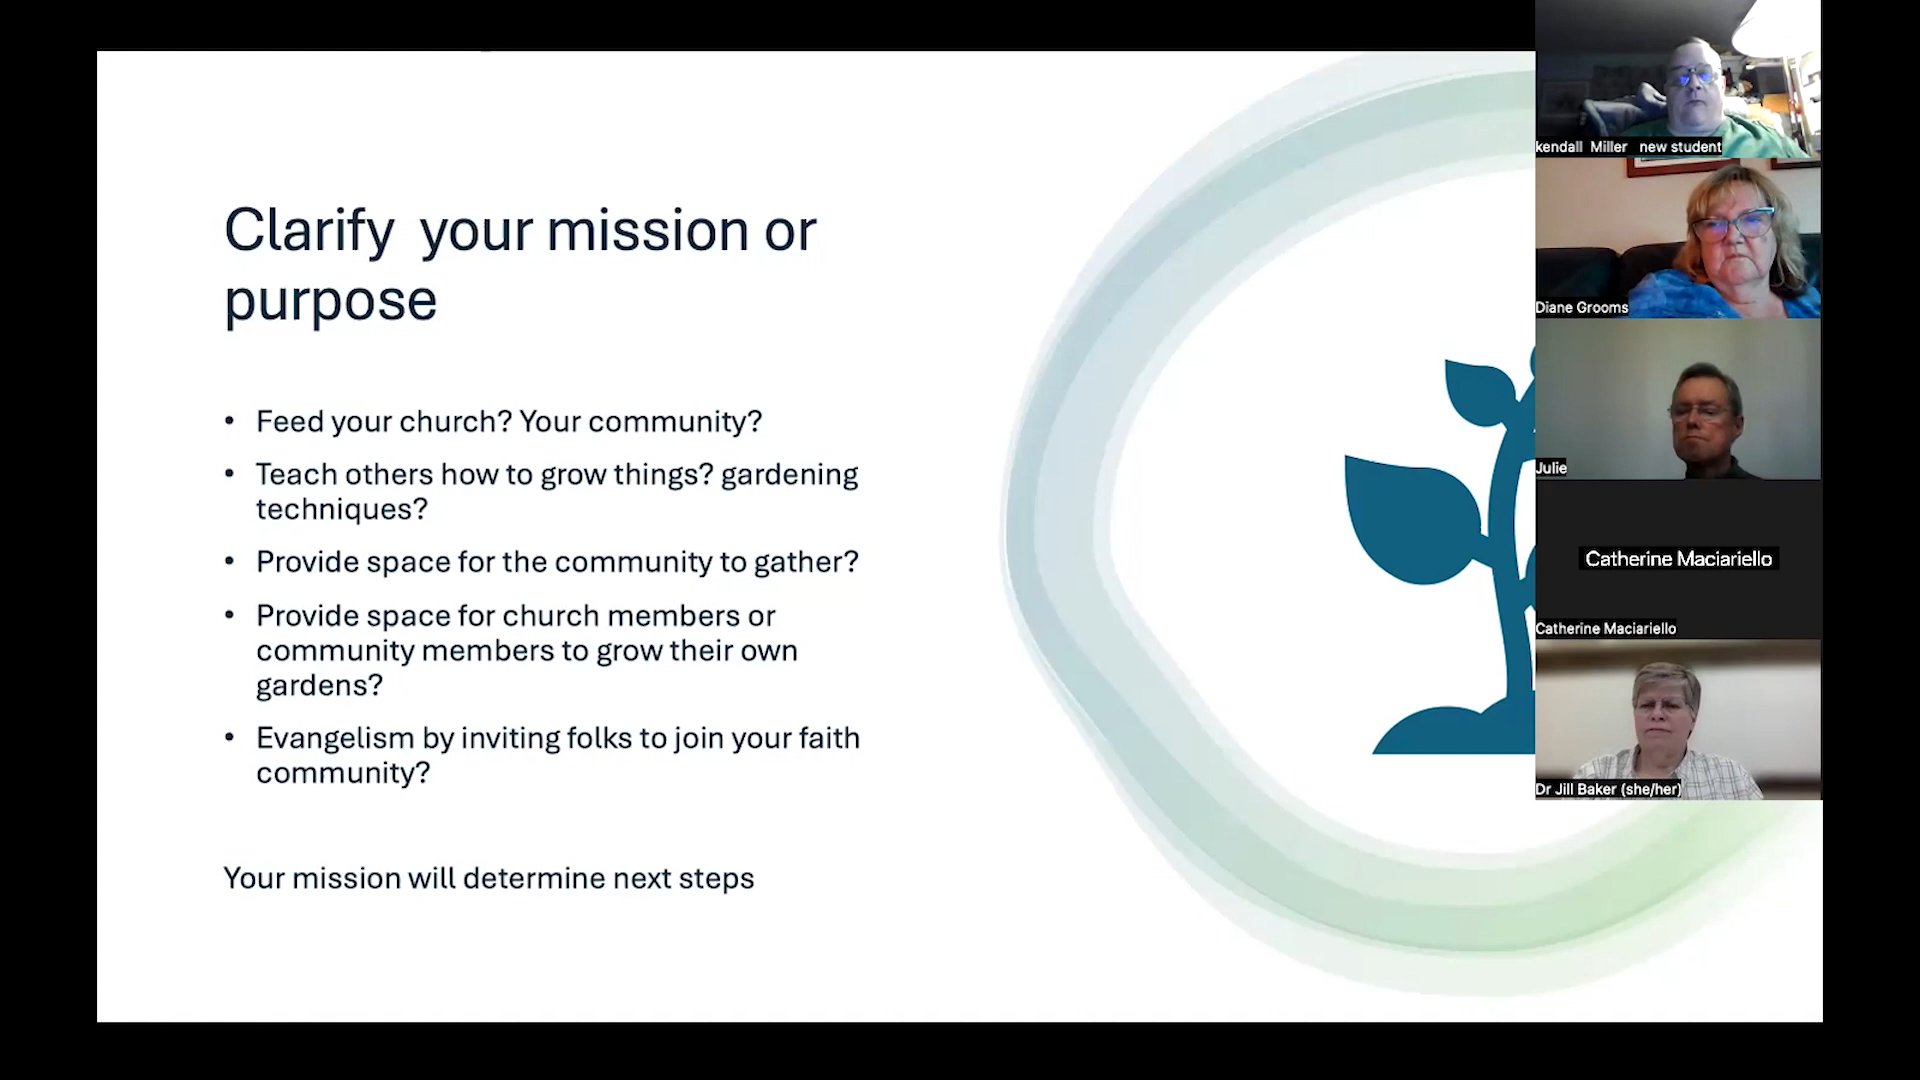 Clarify  your mission or
purpose
• Feed your church? Your community?
• Teach others how to grow things? gardening
techniques?
• Provide space for the community to gather?
• Provide space for church members or
community members to grow their own
gardens?
• Evangelism by inviting folks to join your faith
community?
Your mission will determine next steps
kendall  Miller   new student
Diane Grooms
Julie
Catherine Maciariello
Catherine Maciariello
Dr Jill Baker (she/her)